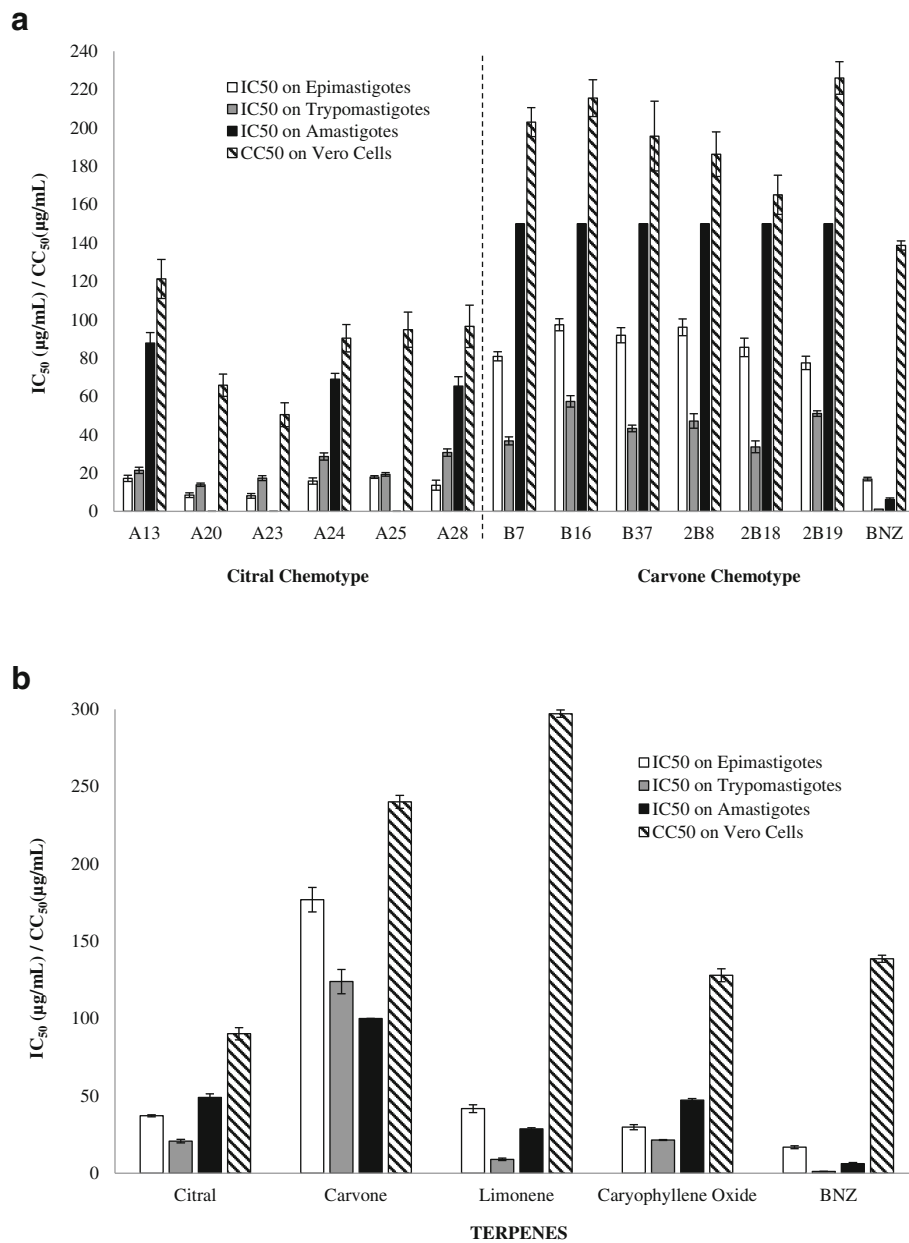 a
240
220
200
180
160
140
120
100
80
60
40
20
0
IC50 (µg/mL) / CC50(µg/mL)
IC50 on Epimastigotes
IC50 on Trypomastigotes
IC50 on Amastigotes
CC50 on Vero Cells
A13 A20 A23 A24 A25 A28 B7 B16 B37 2B8 2B18 2B19 BNZ
Citral Chemotype Carvone Chemotype
b
300
250
200
150
100
50
0
IC50 (µg/mL) / CC50(µg/mL)
IC50 on Epimastigotes
IC50 on Trypomastigotes
IC50 on Amastigotes
CC50 on Vero Cells
Citral Carvone Limonene Caryophyllene Oxide BNZ
TERPENES